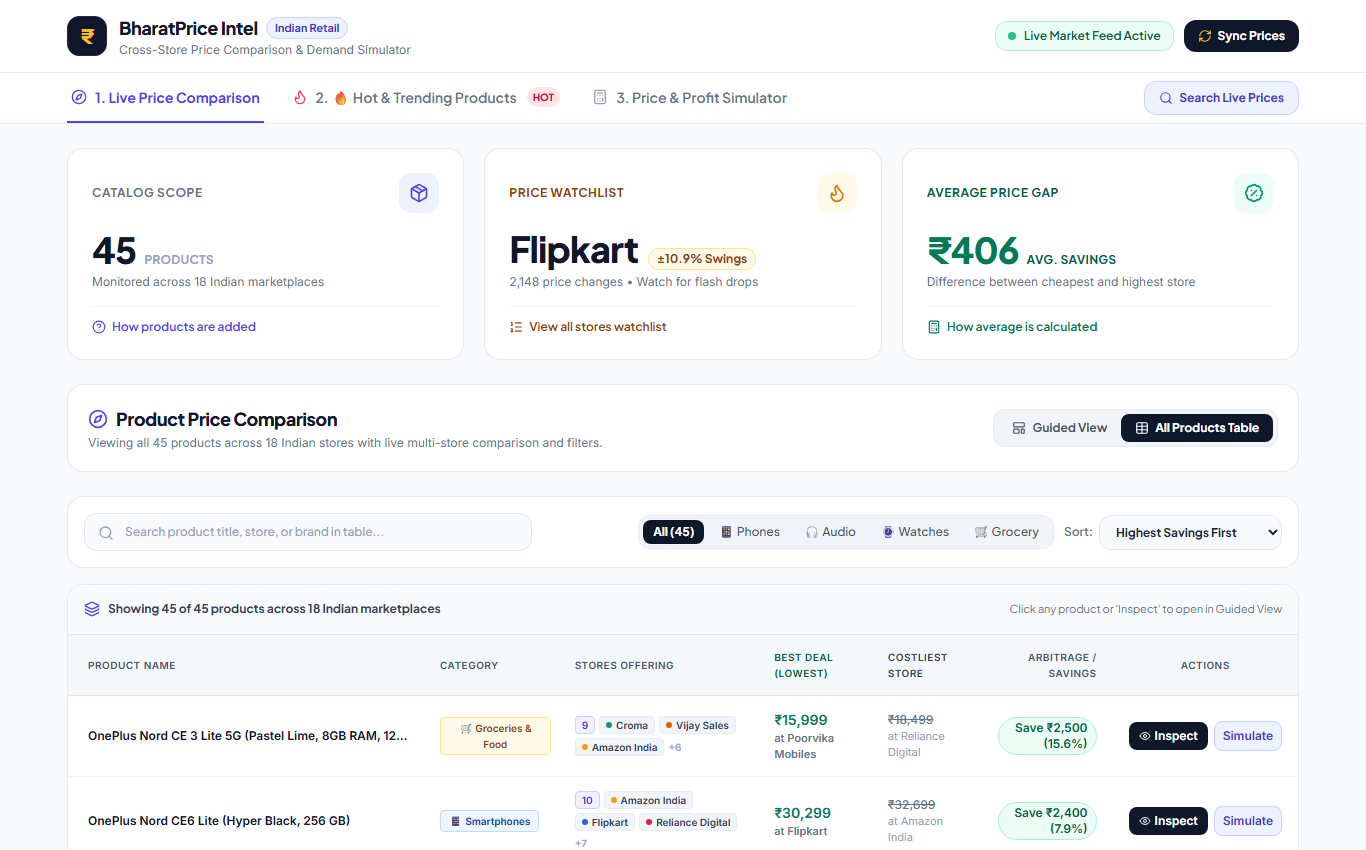 ₹
BharatPrice Intel
Indian Retail
Cross-Store Price Comparison & Demand Simulator
Live Market Feed Active
Sync Prices
1. Live Price Comparison
2. 🔥 Hot & Trending Products
HOT
3. Price & Profit Simulator
Search Live Prices
CATALOG SCOPE
45 PRODUCTS
Monitored across 18 Indian marketplaces
How products are added
PRICE WATCHLIST
Flipkart ±10.9% Swings
2,148 price changes • Watch for flash drops
View all stores watchlist
AVERAGE PRICE GAP
₹406 AVG. SAVINGS
Difference between cheapest and highest store
How average is calculated
Product Price Comparison
Viewing all 45 products across 18 Indian stores with live multi-store comparison and filters.
Guided View
All Products Table
Search product title, store, or brand in table...
All (45)
Phones
Audio
Watches
Grocery
Sort:
Highest Savings First
Showing 45 of 45 products across 18 Indian marketplaces
Click any product or 'Inspect' to open in Guided View
PRODUCT NAME
CATEGORY
STORES OFFERING
BEST DEAL
(LOWEST)
COSTLIEST
STORE
ARBITRAGE /
SAVINGS
ACTIONS
OnePlus Nord CE 3 Lite 5G (Pastel Lime, 8GB RAM, 12...
Groceries &
Food
9 Croma Vijay Sales
Amazon India +6
₹15,999
at Poorvika
Mobiles
₹18,499
at Reliance
Digital
Save ₹2,500
(15.6%)
Inspect
Simulate
OnePlus Nord CE6 Lite (Hyper Black, 256 GB)
Smartphones
10 Amazon India
Flipkart Reliance Digital
+7
₹30,299
at Flipkart
₹32,699
at Amazon
India
Save ₹2,400
(7.9%)
Inspect
Simulate